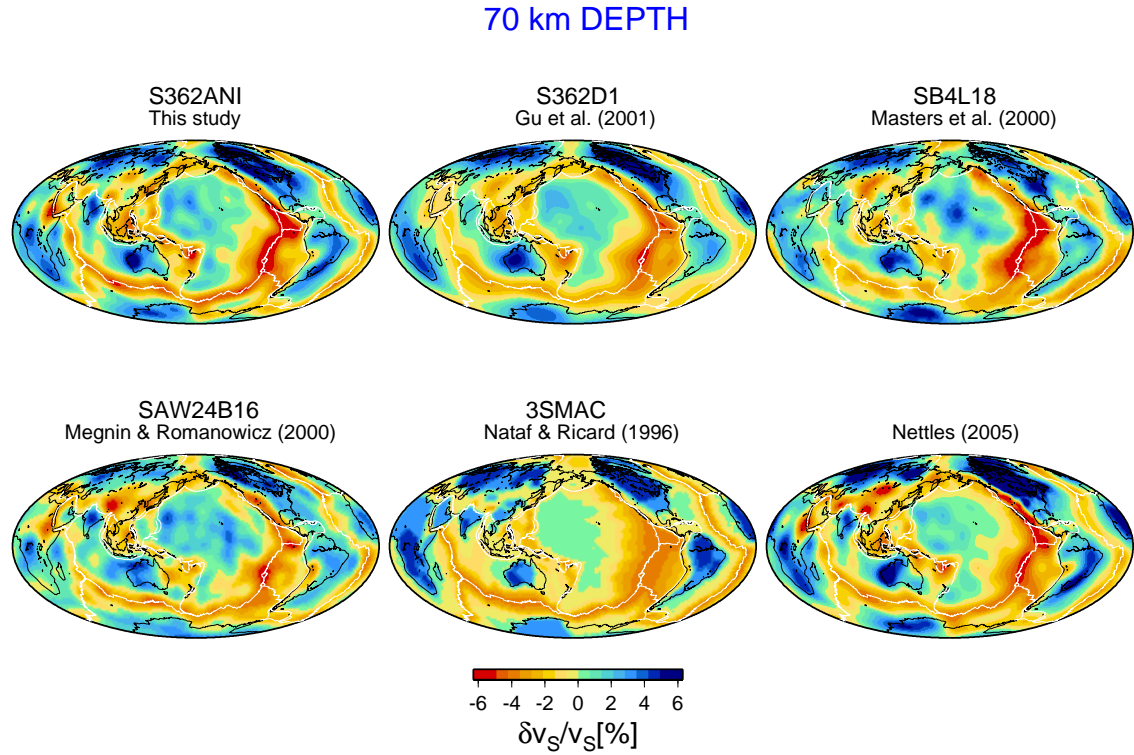 70 km DEPTH
S362ANI
This study
S362D1
Gu et al. (2001)
SB4L18
Masters et al. (2000)
SAW24B16
Megnin & Romanowicz (2000)
3SMAC
Nataf & Ricard (1996)
Nettles (2005)
-6 -4 -2 0 2 4 6
δvS/vS[%]